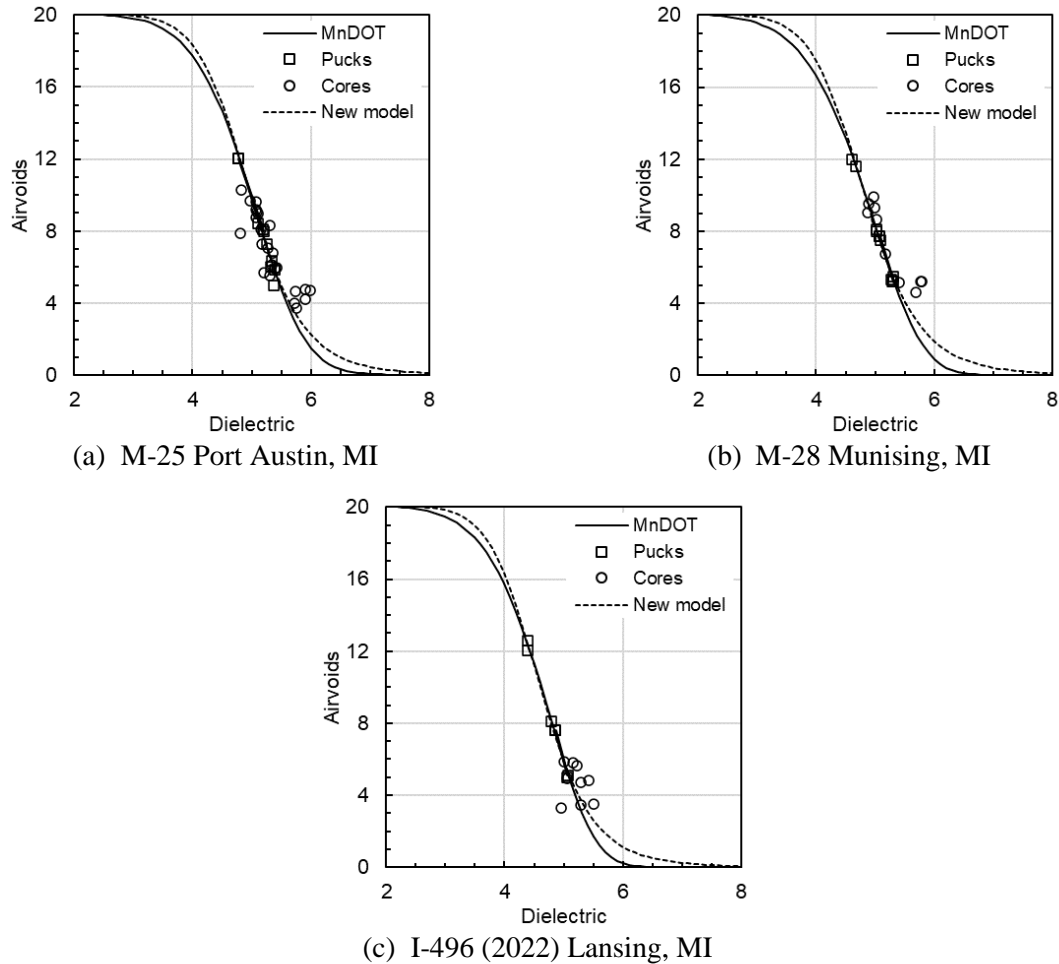 20
16
12
8
4
0
Airvoids
MnDOT
Pucks
Cores
New model
2 4 6 8
Dielectric
(a) M-25 Port Austin, MI
20
16
12
8
4
0
Airvoids
MnDOT
Pucks
Cores
New model
2 4 6 8
Dielectric
(b) M-28 Munising, MI
20
16
12
8
4
0
Airvoids
MnDOT
Pucks
Cores
New model
2 4 6 8
Dielectric
(c) I-496 (2022) Lansing, MI